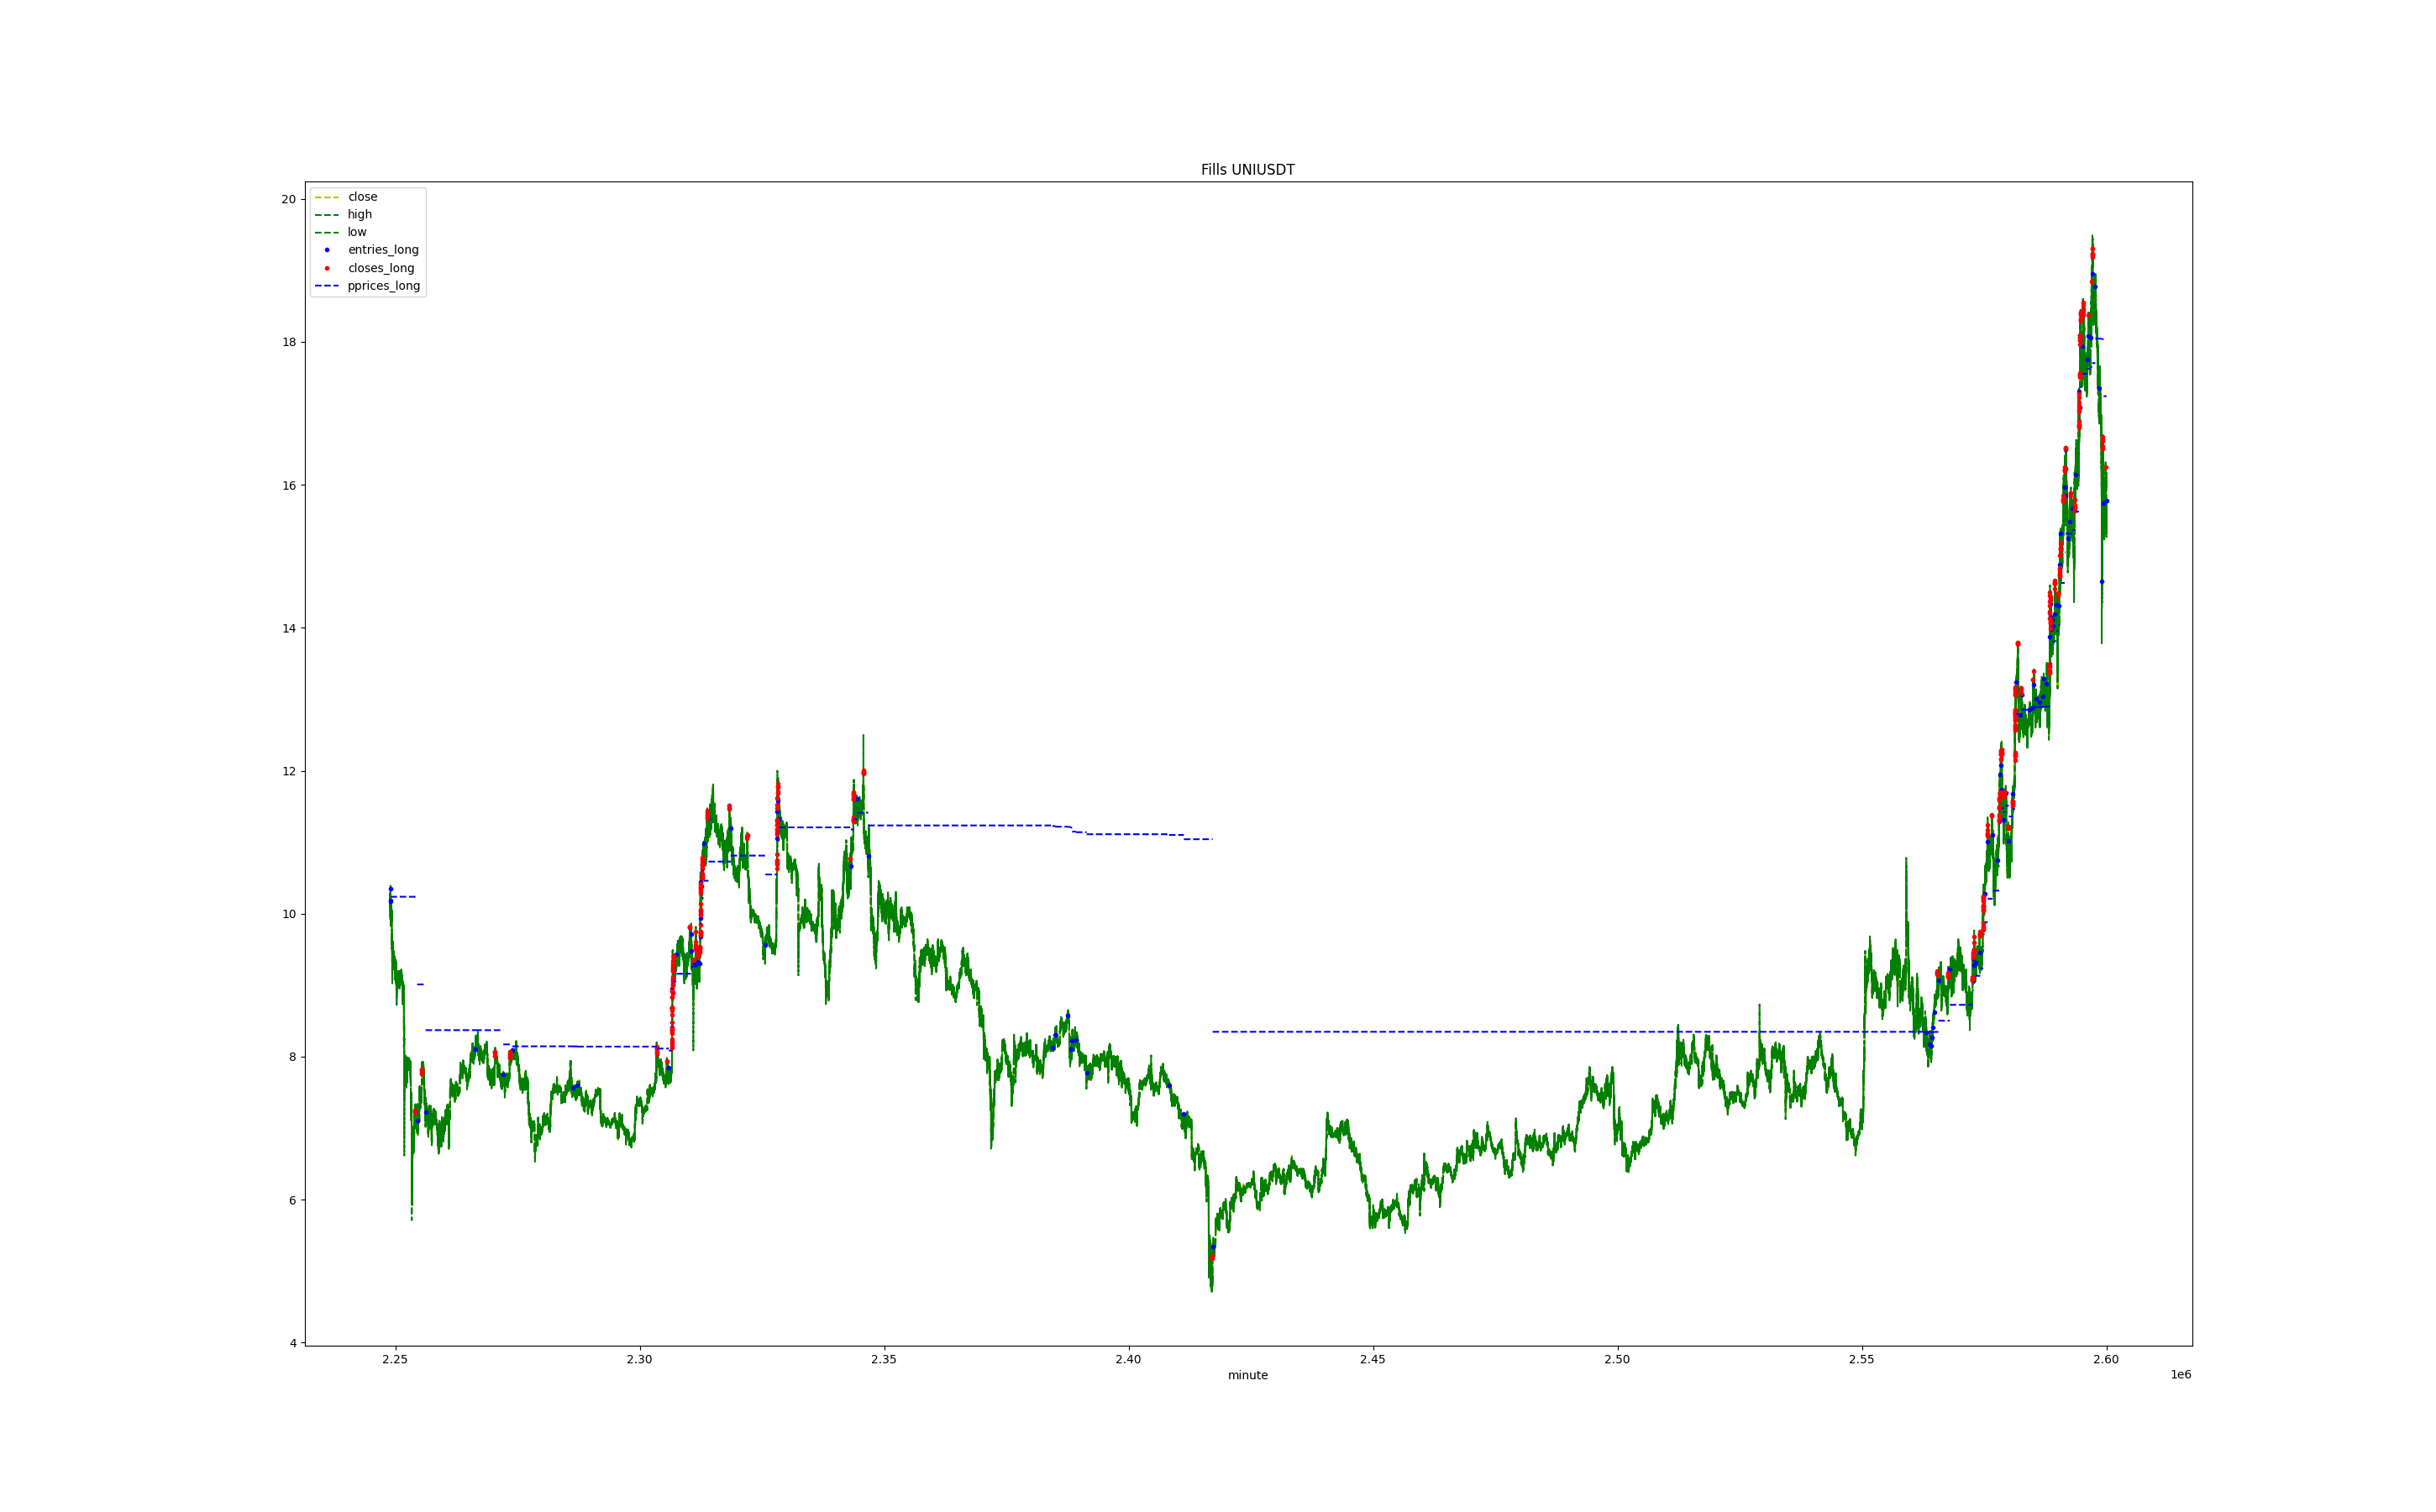 Fills UNIUSDT
close
high
low
entries_long
closes_long
pprices_long
20
18
16
14
12
10
8
6
4
2.25 2.30 2.35 2.40 2.45 2.50 2.55 2.60
minute
1e6